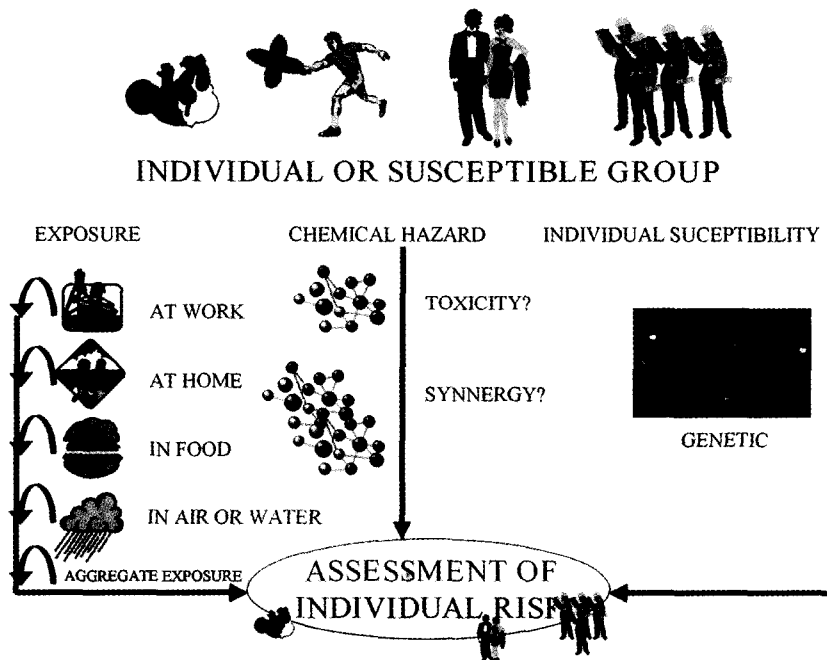 INDIVIDUAL OR SUSCEPTIBLE GROUP
EXPOSURE
CHEMICAL HAZARD
INDIVIDUAL SUCEPTIBILITY
AT WORK
AT HOME
IN FOOD
IN AIR OR WATER
AGGREGATE EXPOSURE
TOXICITY?
SYNNERGY?
GENETIC
ASSESSMENT OF
INDIVIDUAL RISK